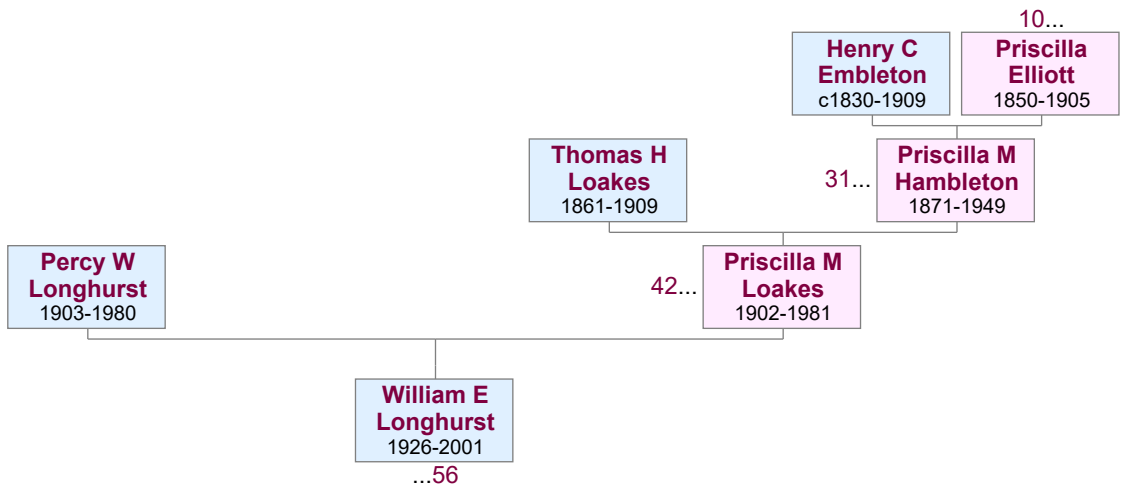 10...
Henry C
Embleton
c1830-1909
Priscilla
Elliott
1850-1905
Thomas H
Loakes
1861-1909
31...
Priscilla M
Hambleton
1871-1949
Percy W
Longhurst
1903-1980
42...
Priscilla M
Loakes
1902-1981
William E
Longhurst
1926-2001
...56